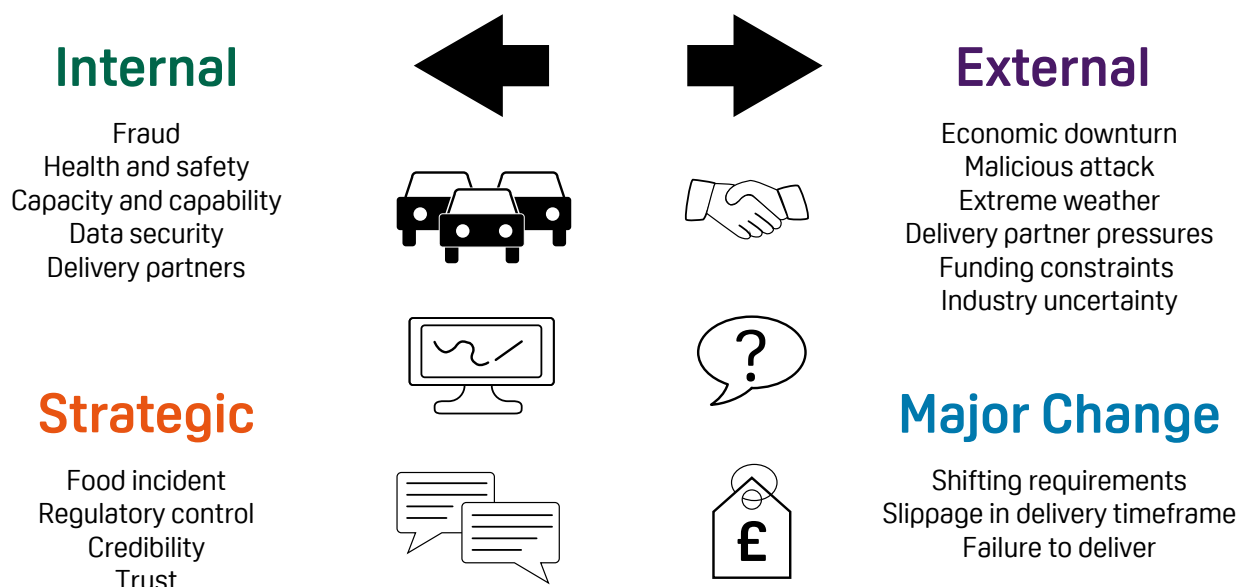 Internal
Fraud
Health and safety
Capacity and capability
Data security
Delivery partners
External
Economic downturn
Malicious attack
Extreme weather
Delivery partner pressures
Funding constraints
Industry uncertainty
?
Strategic
Food incident
Regulatory control
Credibility
Trust
Major Change
Shifting requirements
Slippage in delivery timeframe
Failure to deliver
£